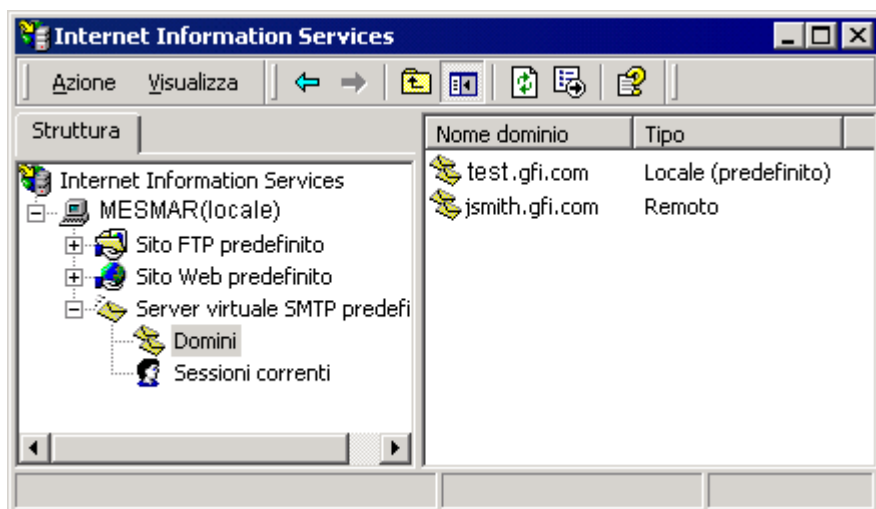 Internet Information Services
Azione Visualizza
Struttura
Internet Information Services
MESMAR(locale)
Sito FTP predefinito
Sito Web predefinito
Server virtuale SMTP predefi
Domini
Sessioni correnti
Nome dominio Tipo
test.gfi.com Locale (predefinito)
jsmith.gfi.com Remoto